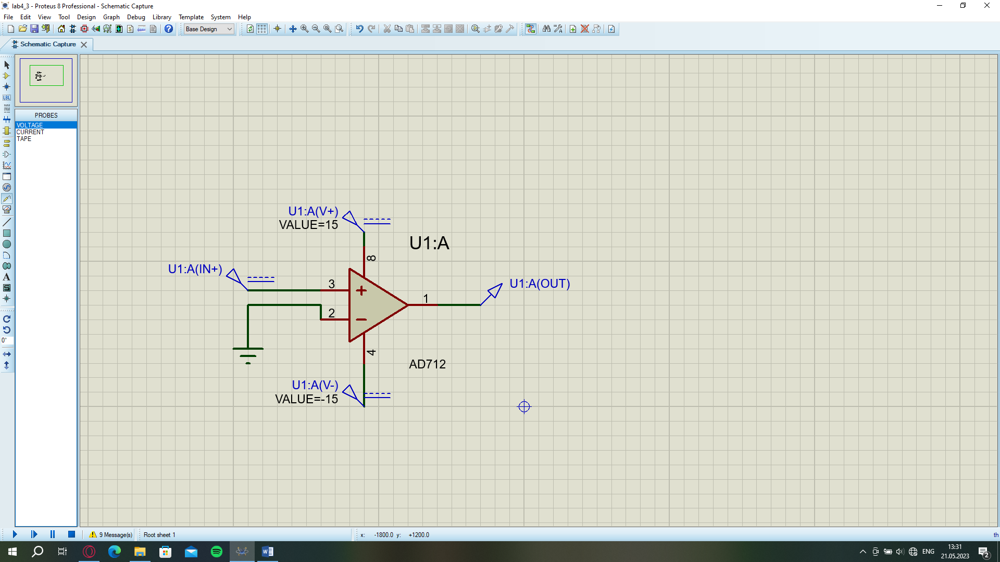 lab4_3 - Proteus 8 Professional - Schematic Capture
File Edit View Tool Design Graph Debug Library Template System Help
Base Design
Schematic Capture
LBL
PROBES
VOLTAGE
CURRENT
TAPE
A
S
0°
U1:A(V+)
VALUE=15
U1:A
8
U1:A(IN+)
3
U1:A(OUT)
1
2
4
AD712
U1:A(V-)
VALUE=-15
9 Message(s) Root sheet 1 x: -1800.0 y: +1200.0 th
ENG
13:31
21.05.2023
2